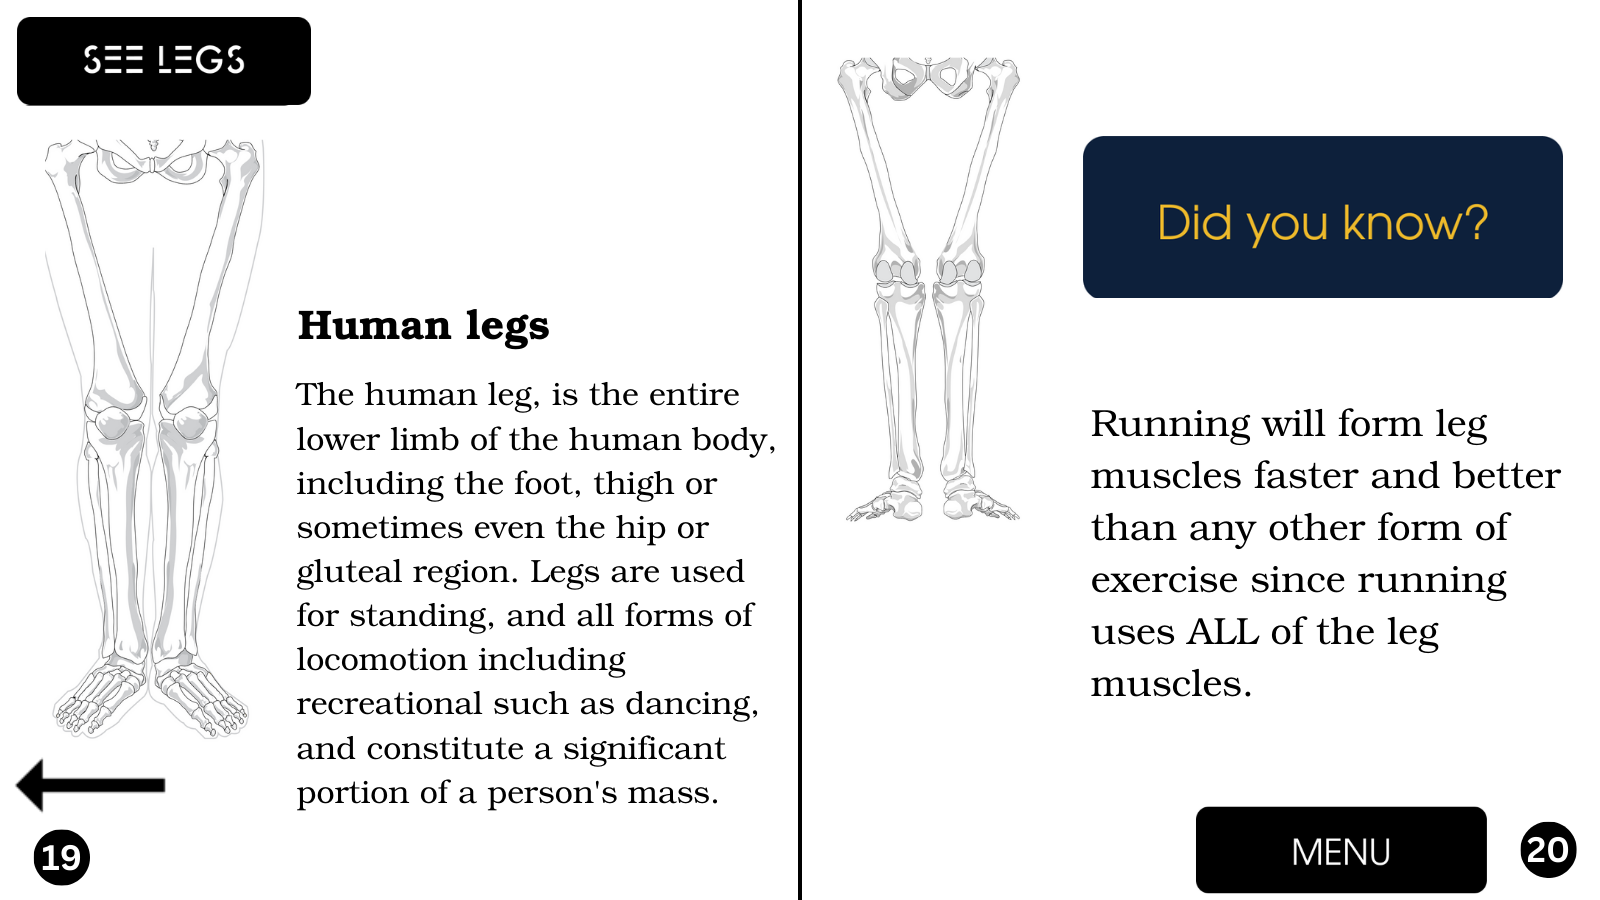 SEE LEGS
Human legs
The human leg, is the entire
lower limb of the human body,
including the foot, thigh or
sometimes even the hip or
gluteal region. Legs are used
for standing, and all forms of
locomotion including
recreational such as dancing,
and constitute a significant
portion of a person's mass.
19
Did you know?
Running will form leg
muscles faster and better
than any other form of
exercise since running
uses ALL of the leg
muscles.
MENU
20